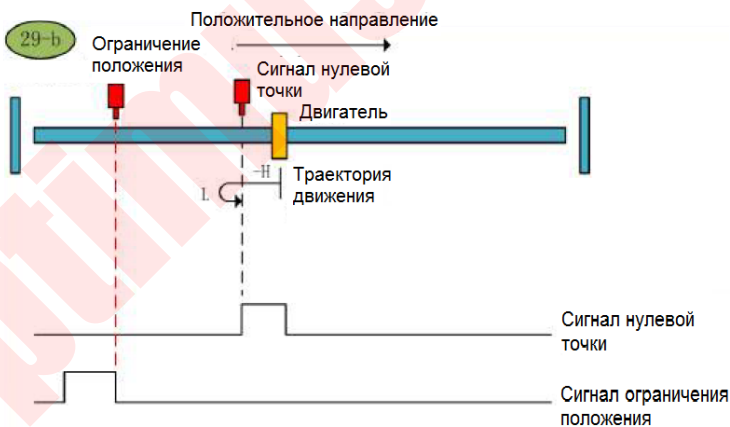 Положительное направление
29-b
Ограничение
положения
Сигнал нулевой
точки
Двигатель
-H
L
Траектория
движения
Сигнал нулевой
точки
Сигнал ограничения
положения